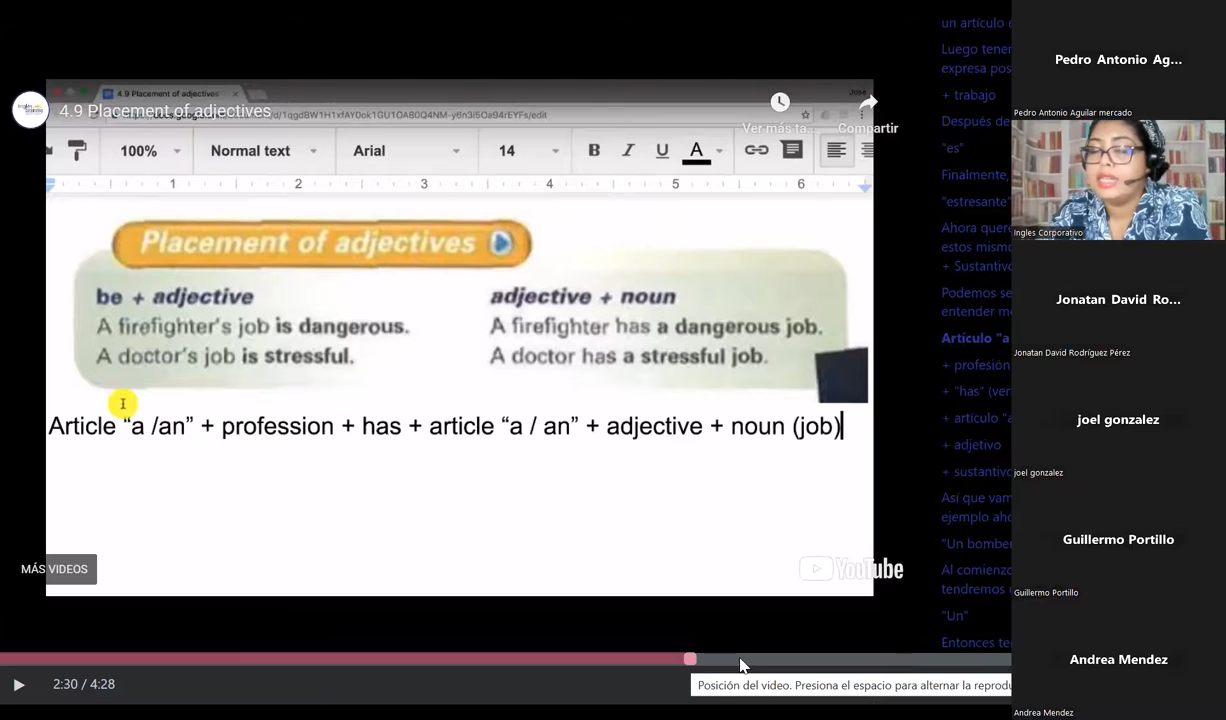 4.9 Placement of adjectives
4.9 Placement of adjectives
Ver más ta...
Compartir
100%
Normal text
Arial
14
B I U A
1 2 3 4 5 6
Placement of adjectives
be + adjective
A firefighter's job is dangerous.
A doctor's job is stressful.
adjective + noun
A firefighter has a dangerous job.
A doctor has a stressful job.
Article “a /an” + profession + has + article “a / an” + adjective + noun (job)
MÁS VIDEOS
YouTube
2:30 / 4:28
Posición del video. Presiona el espacio para alternar la reprodu
un artículo
Luego tener
expresa pos
+ trabajo
Después de
"es"
Finalmente,
"estresante"
Ahora quer
estos mismo
+ Sustantivo
Podemos se
entender m
Artículo "a
+ profesión
+ "has" (ver
+ artículo "a
+ adjetivo
+ sustantivo
Así que vam
ejemplo aho
"Un bombe
Al comienzo
tendremos
"Un"
Entonces te
Pedro Antonio Ag...
Pedro Antonio Aguilar mercado
Ingles Corporativo
Jonatan David Ro...
Jonatan David Rodríguez Pérez
joel gonzalez
joel gonzalez
Guillermo Portillo
Guillermo Portillo
Andrea Mendez
Andrea Mendez